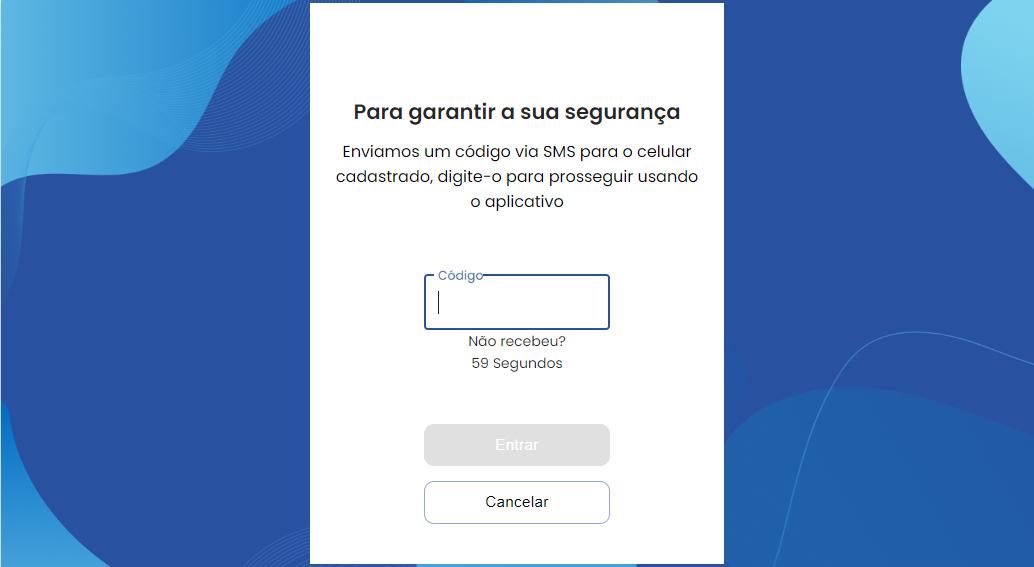 Para garantir a sua segurança
Enviamos um código via SMS para o celular
cadastrado, digite-o para prosseguir usando
o aplicativo
Código
Não recebeu?
59 Segundos
Entrar
Cancelar